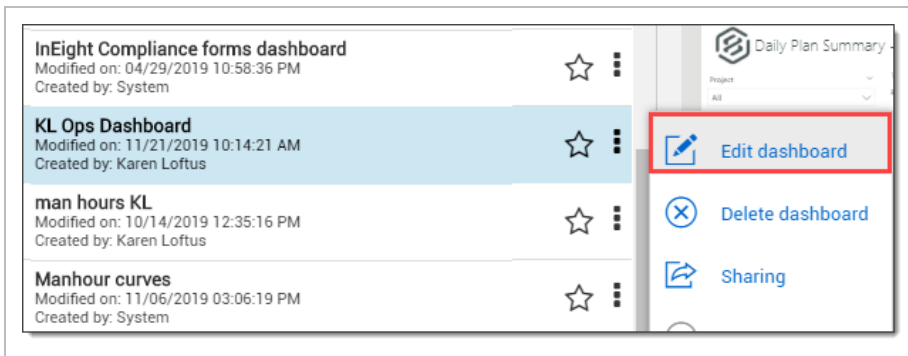 InEight Compliance forms dashboard
Modified on: 04/29/2019 10:58:36 PM
Created by: System
KL Ops Dashboard
Modified on: 11/21/2019 10:14:21 AM
Created by: Karen Loftus
man hours KL
Modified on: 10/14/2019 12:35:16 PM
Created by: Karen Loftus
Manhour curves
Modified on: 11/06/2019 03:06:19 PM
Created by: System
Daily Plan Summary -
Project
All
Edit dashboard
Delete dashboard
Sharing